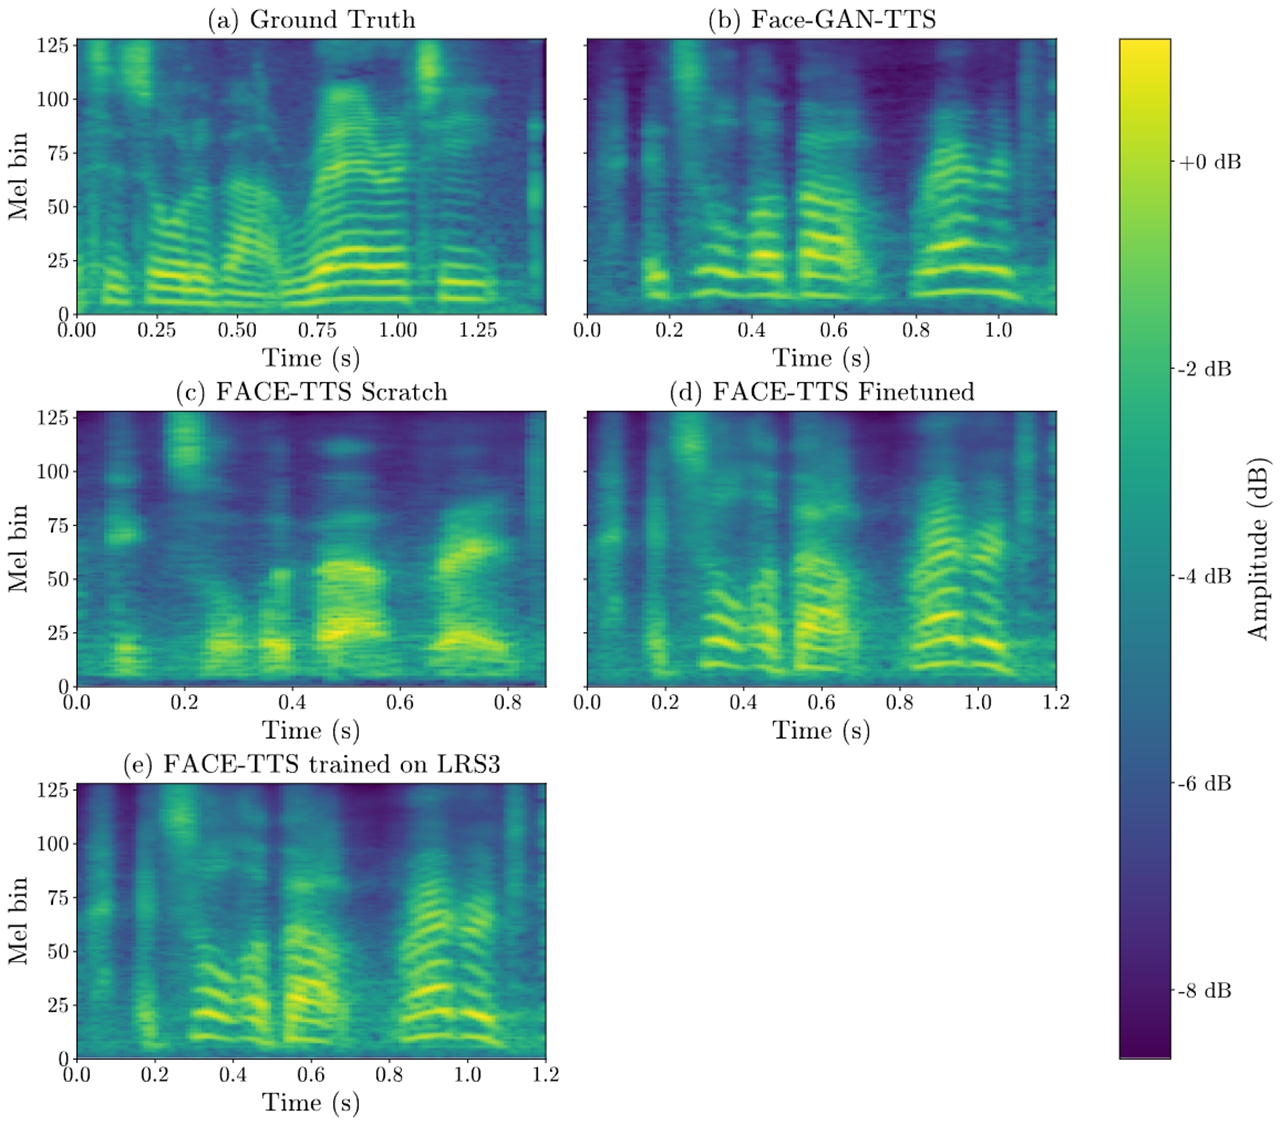 (a) Ground Truth
(b) Face-GAN-TTS
125
100
75
50
25
0
Mel bin
0.00 0.25 0.50 0.75 1.00 1.25
Time (s)
0.0 0.2 0.4 0.6 0.8 1.0
Time (s)
(c) FACE-TTS Scratch
(d) FACE-TTS Finetuned
125
100
75
50
25
0
Mel bin
0.0 0.2 0.4 0.6 0.8
Time (s)
0.0 0.2 0.4 0.6 0.8 1.0 1.2
Time (s)
(e) FACE-TTS trained on LRS3
125
100
75
50
25
0
Mel bin
0.0 0.2 0.4 0.6 0.8 1.0 1.2
Time (s)
+0 dB
-2 dB
-4 dB
-6 dB
-8 dB
Amplitude (dB)